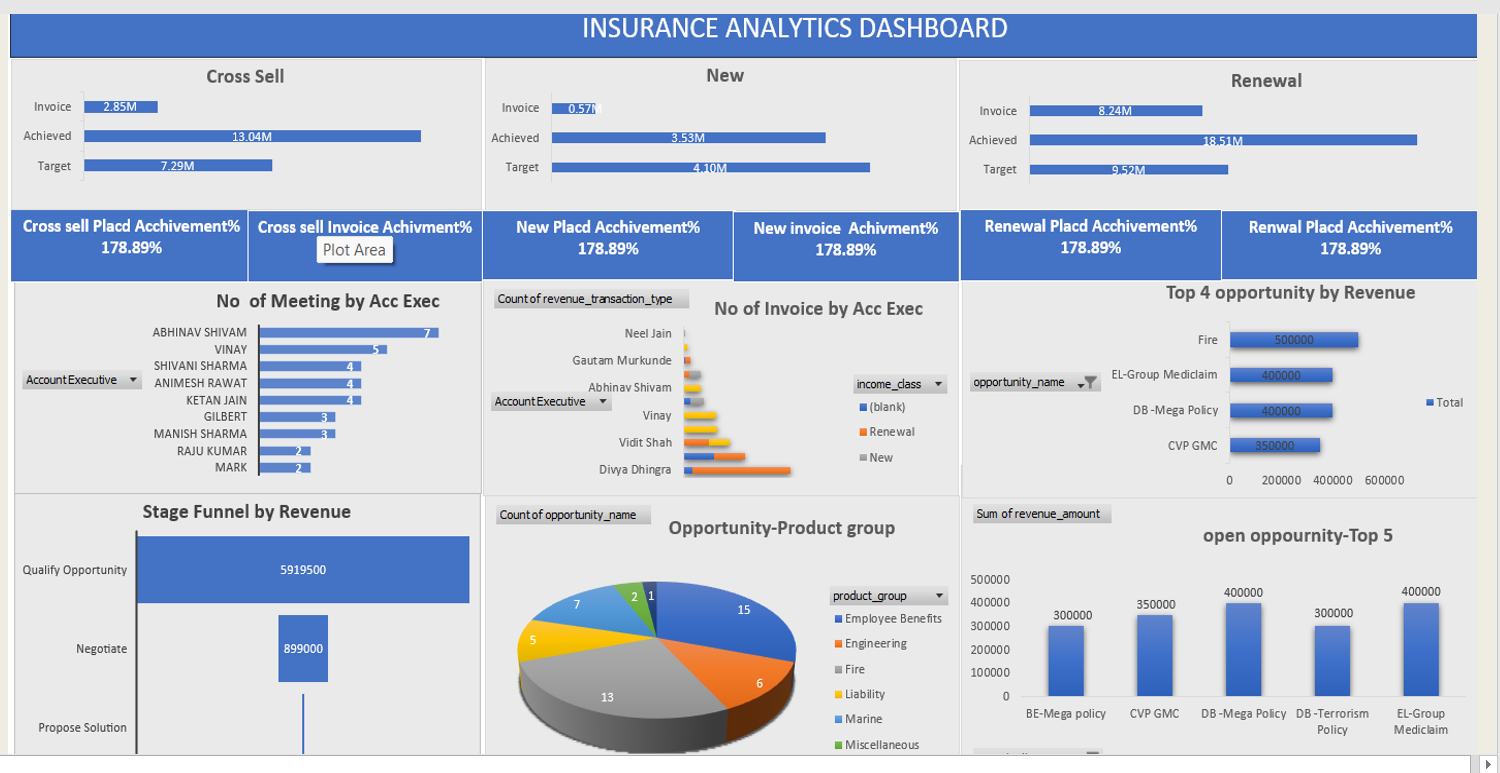 INSURANCE ANALYTICS DASHBOARD
Cross Sell
Invoice
2.85M
Achieved
13.04M
Target
7.29M
New
Invoice
0.57M
Achieved
3.53M
Target
4.10M
Renewal
Invoice
8.24M
Achieved
18.51M
Target
9.52M
Cross sell Placd Acchivement%
178.89%
Cross sell Invoice Achivment%
Plot Area
New Placd Acchivement%
178.89%
New invoice Achivment%
178.89%
Renewal Placd Acchivement%
178.89%
Renwal Placd Acchivement%
178.89%
No of Meeting by Acc Exec
Account Executive
ABHINAV SHIVAM
7
VINAY
5
SHIVANI SHARMA
4
ANIMESH RAWAT
4
KETAN JAIN
4
GILBERT
3
MANISH SHARMA
3
RAJU KUMAR
2
MARK
2
Count of revenue_transaction_type
No of Invoice by Acc Exec
Neel Jain
Gautam Murkunde
Abhinav Shivam
Account Executive
Vinay
Vidit Shah
Divya Dhingra
income_class
(blank)
Renewal
New
Top 4 opportunity by Revenue
opportunity_name
Fire
500000
EL-Group Mediclaim
400000
DB -Mega Policy
400000
CVP GMC
350000
Total
0
200000
400000
600000
Stage Funnel by Revenue
Qualify Opportunity
5919500
Negotiate
899000
Propose Solution
Count of opportunity_name
Opportunity-Product group
15
6
13
5
7
2
1
product_group
Employee Benefits
Engineering
Fire
Liability
Marine
Miscellaneous
Sum of revenue_amount
open oppournity-Top 5
500000
400000
300000
200000
100000
0
300000
350000
400000
300000
400000
BE-Mega policy
CVP GMC
DB -Mega Policy
DB -Terrorism
Policy
EL-Group
Mediclaim